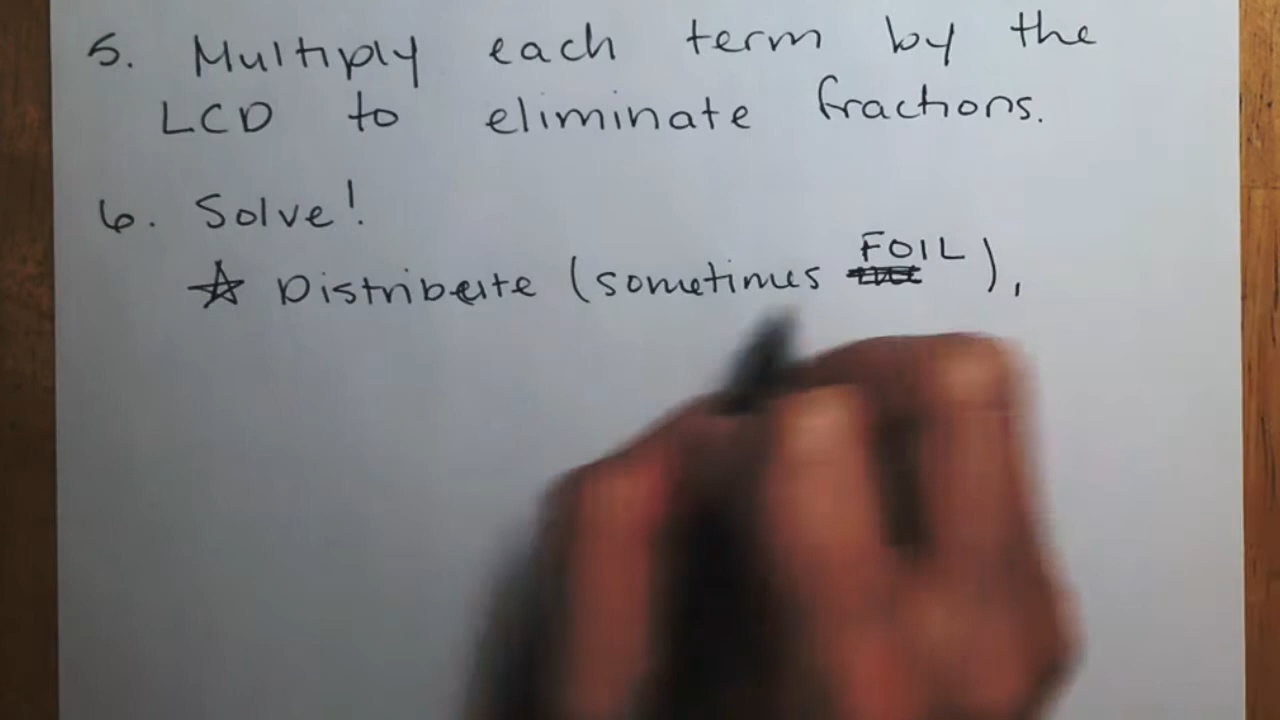 5. Multiply each term by the
LCD to eliminate fractions.
6. Solve!
☆ Distribute (sometimes FOIL),